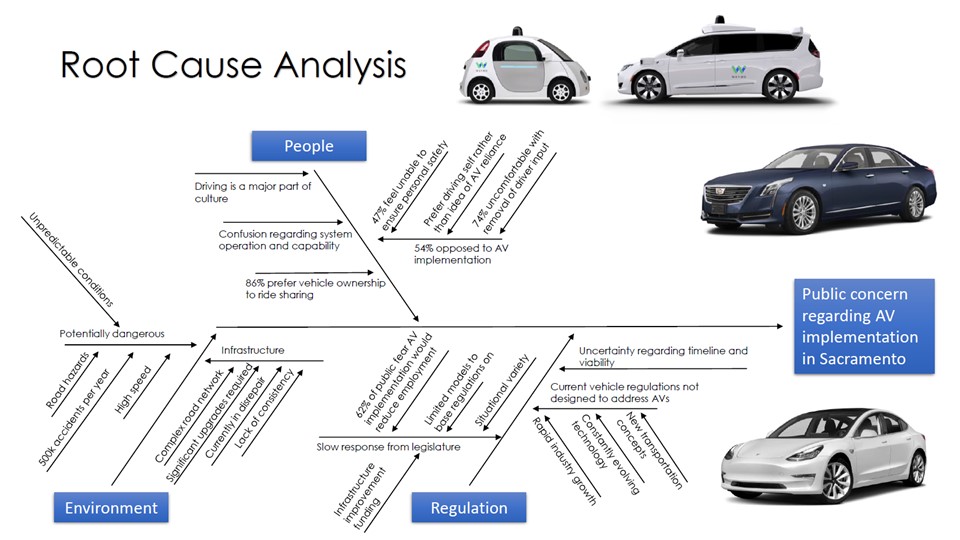 Root Cause Analysis
WAYMO
WAYMO
People
Driving is a major part of
culture
Confusion regarding system
operation and capability
86% prefer vehicle ownership
to ride sharing
47% feel unable to
ensure personal safety
Prefer driving self rather
than idea of AV reliance
74% uncomfortable with
removal of driver input
54% opposed to AV
implementation
Unpredictable conditions
Potentially dangerous
Road hazards
500k accidents per year
High speed
Infrastructure
Complex road network
Significant upgrades required
Currently in disrepair
Lack of consistency
Environment
62% of public fear AV
implementation would
reduce employment
Limited models to
base regulations on
Situational variety
Slow response from legislature
Infrastructure
improvement
funding
Regulation
Uncertainty regarding timeline and
viability
Current vehicle regulations not
designed to address AVs
Rapid industry growth
Constantly evolving
technology
New transportation
concepts
Public concern
regarding AV
implementation
in Sacramento